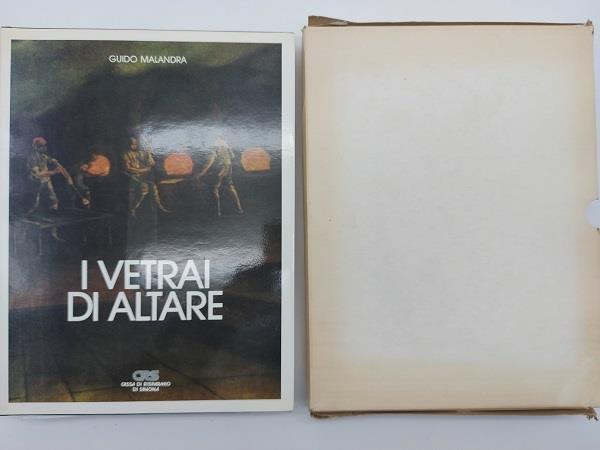 GUIDO MALANDRA
I VETRAI
DI ALTARE
CRS
CASSA DI RISPARMIO
DI SAVONA